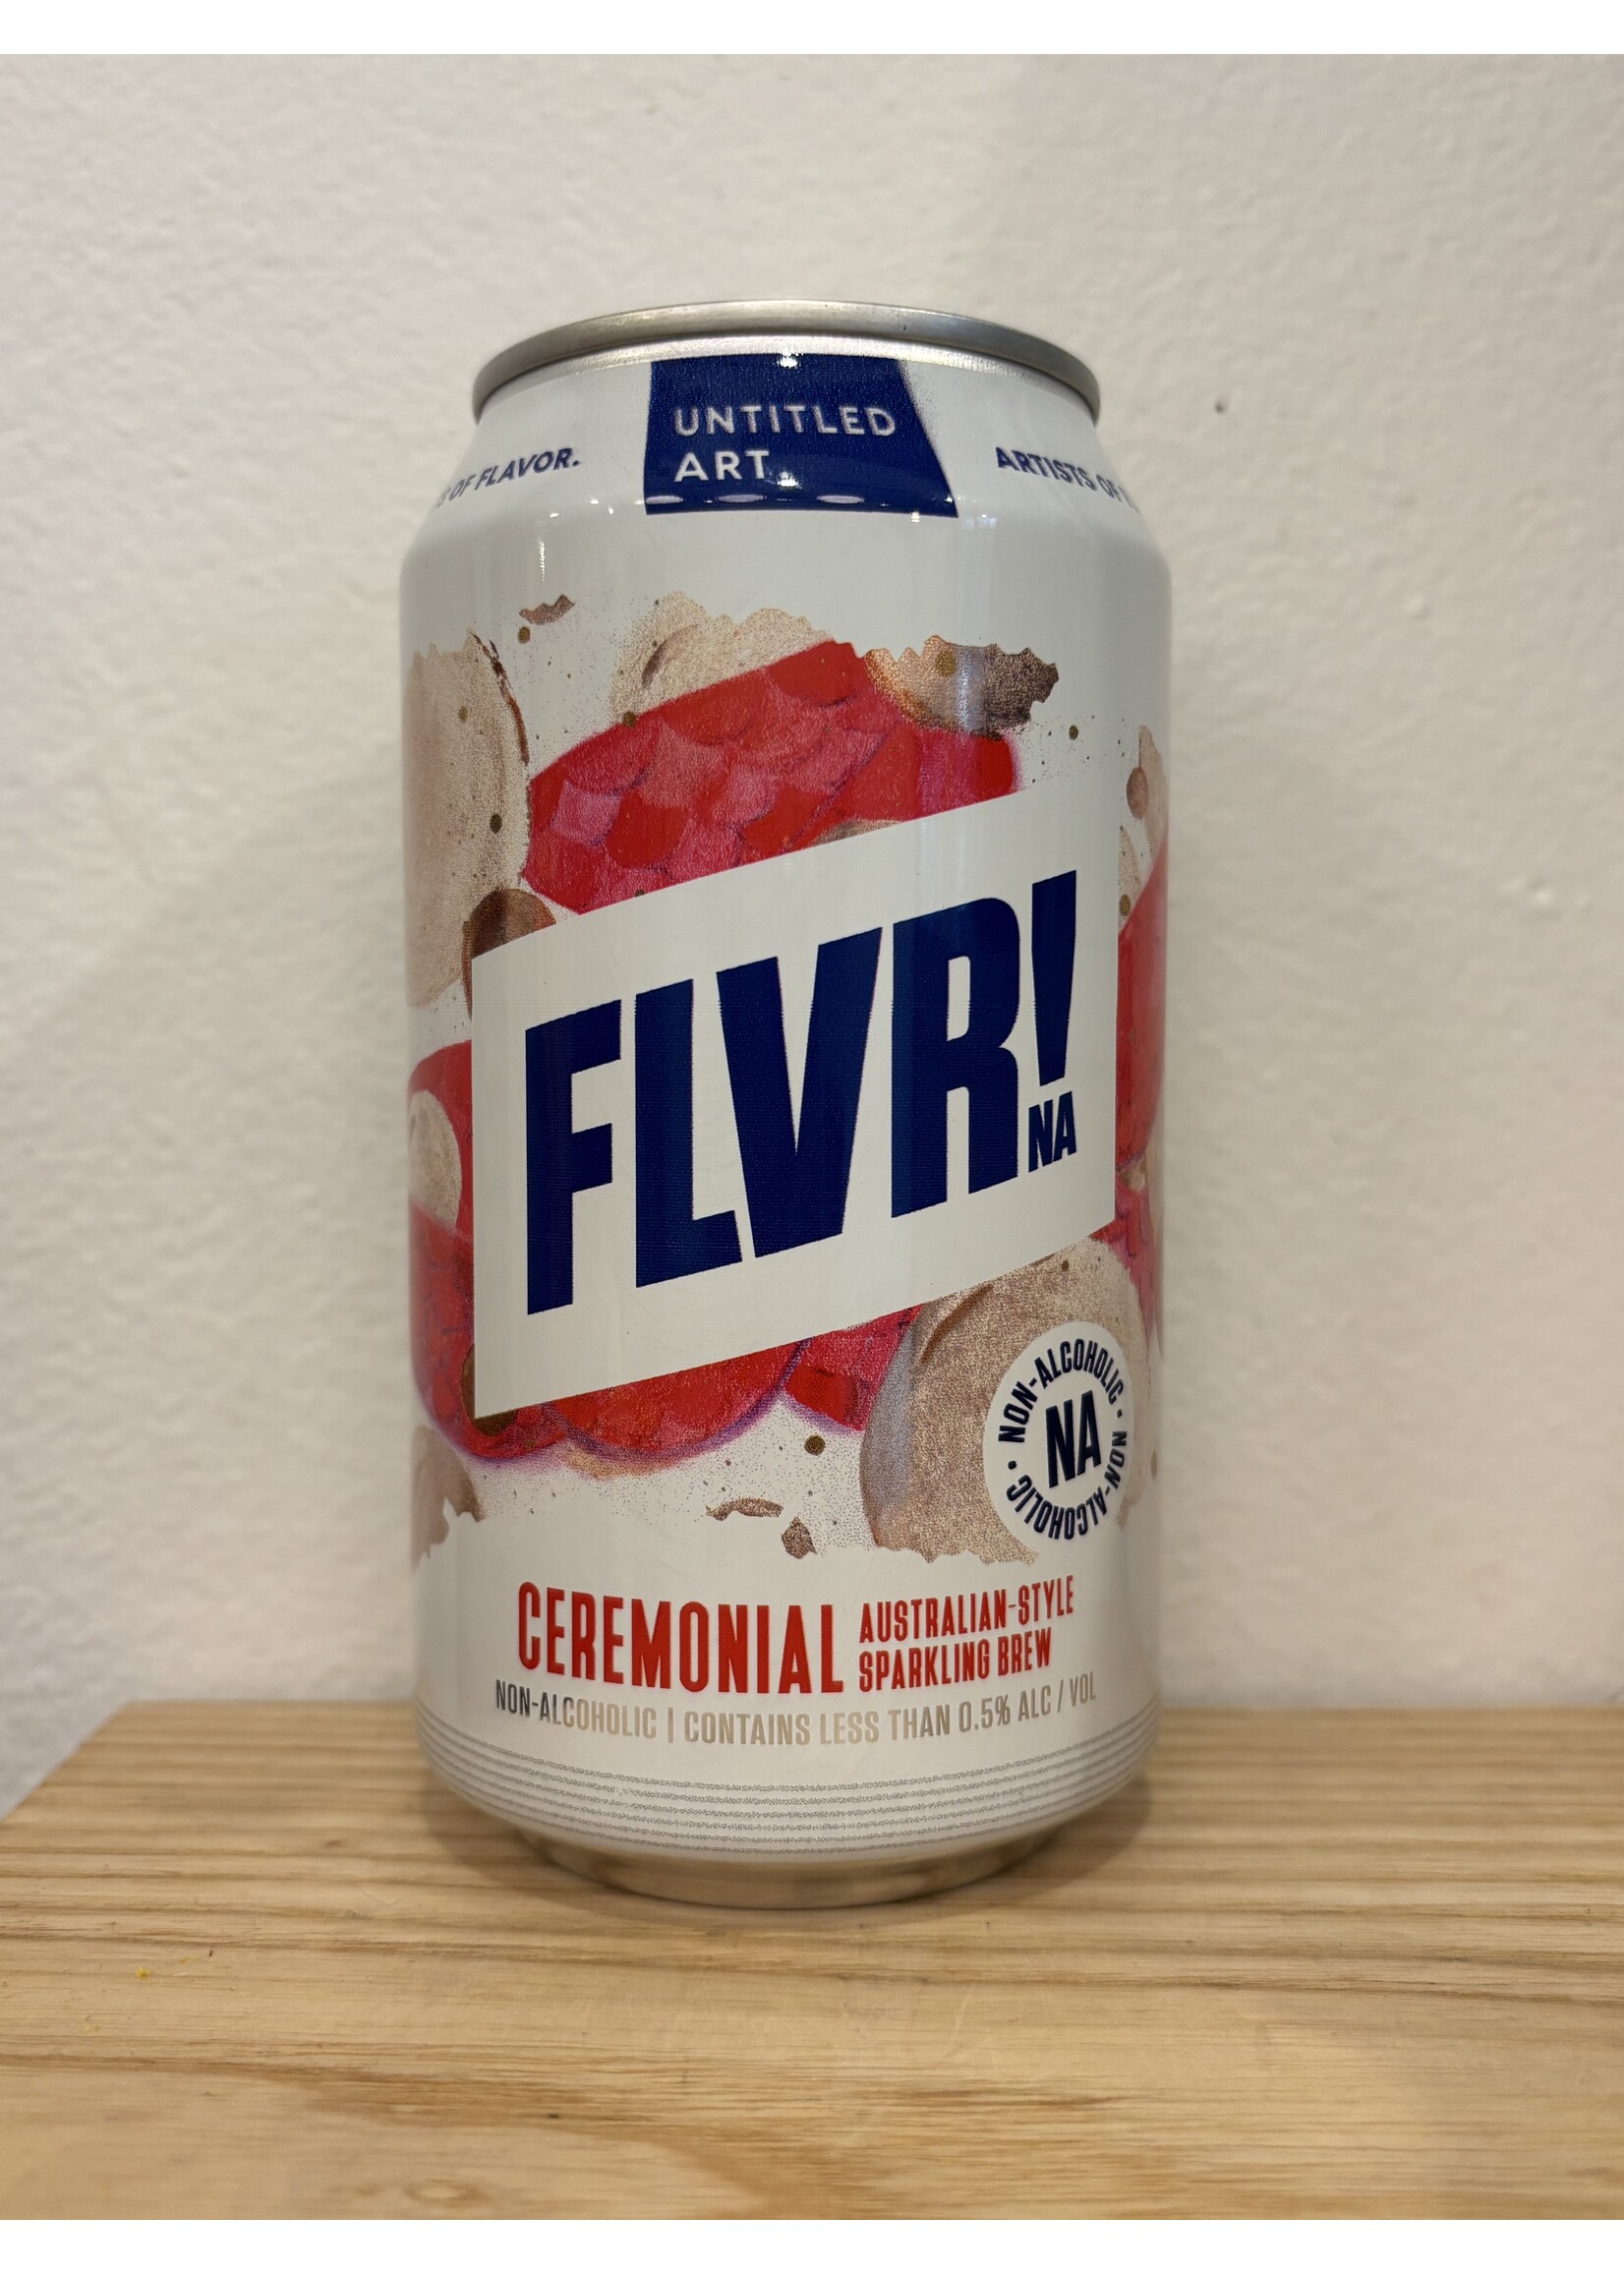 UNTITLED
ART
OF FLAVOR.
ARTISTS OF
FLVR!
NA
NON-ALCOHOLIC • NON-ALCOHOLIC •
NA
CEREMONIAL
AUSTRALIAN-STYLE
SPARKLING BREW
NON-ALCOHOLIC | CONTAINS LESS THAN 0.5% ALC / VOL